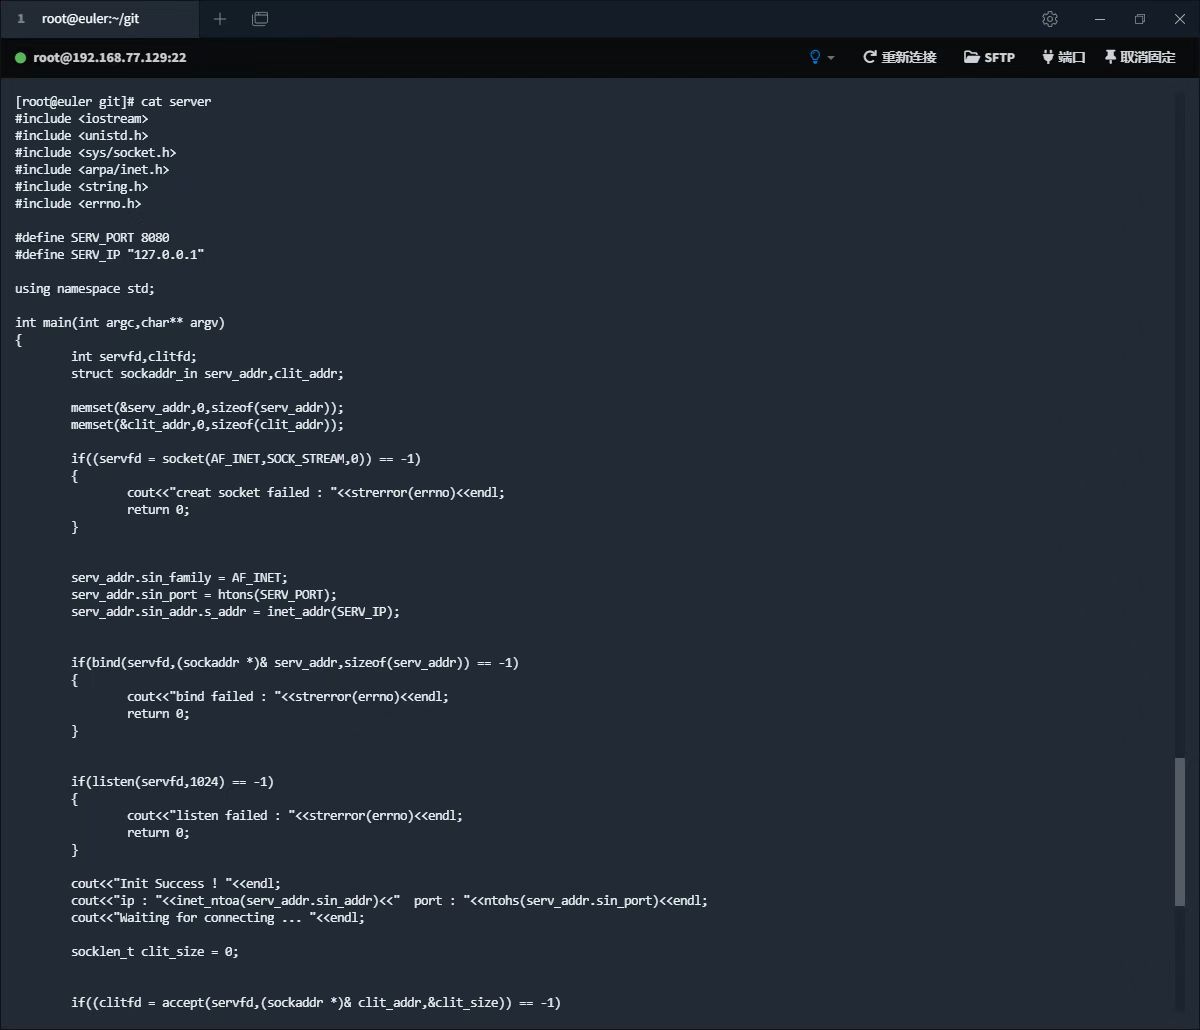 1 root@euler:~/git
root@192.168.77.129:22 重新连接 SFTP 端口 取消固定
[root@euler git]# cat server
#include <iostream>
#include <unistd.h>
#include <sys/socket.h>
#include <arpa/inet.h>
#include <string.h>
#include <errno.h>
#define SERV_PORT 8080
#define SERV_IP "127.0.0.1"
using namespace std;
int main(int argc,char** argv)
{
        int servfd,clitfd;
        struct sockaddr_in serv_addr,clit_addr;
        memset(&serv_addr,0,sizeof(serv_addr));
        memset(&clit_addr,0,sizeof(clit_addr));
        if((servfd = socket(AF_INET,SOCK_STREAM,0)) == -1)
        {
                cout<<"creat socket failed : "<<strerror(errno)<<endl;
                return 0;
        }
        serv_addr.sin_family = AF_INET;
        serv_addr.sin_port = htons(SERV_PORT);
        serv_addr.sin_addr.s_addr = inet_addr(SERV_IP);
        if(bind(servfd,(sockaddr *)& serv_addr,sizeof(serv_addr)) == -1)
        {
                cout<<"bind failed : "<<strerror(errno)<<endl;
                return 0;
        }
        if(listen(servfd,1024) == -1)
        {
                cout<<"listen failed : "<<strerror(errno)<<endl;
                return 0;
        }
        cout<<"Init Success ! "<<endl;
        cout<<"ip : "<<inet_ntoa(serv_addr.sin_addr)<<"  port : "<<ntohs(serv_addr.sin_port)<<endl;
        cout<<"Waiting for connecting ... "<<endl;
        socklen_t clit_size = 0;
        if((clitfd = accept(servfd,(sockaddr *)& clit_addr,&clit_size)) == -1)